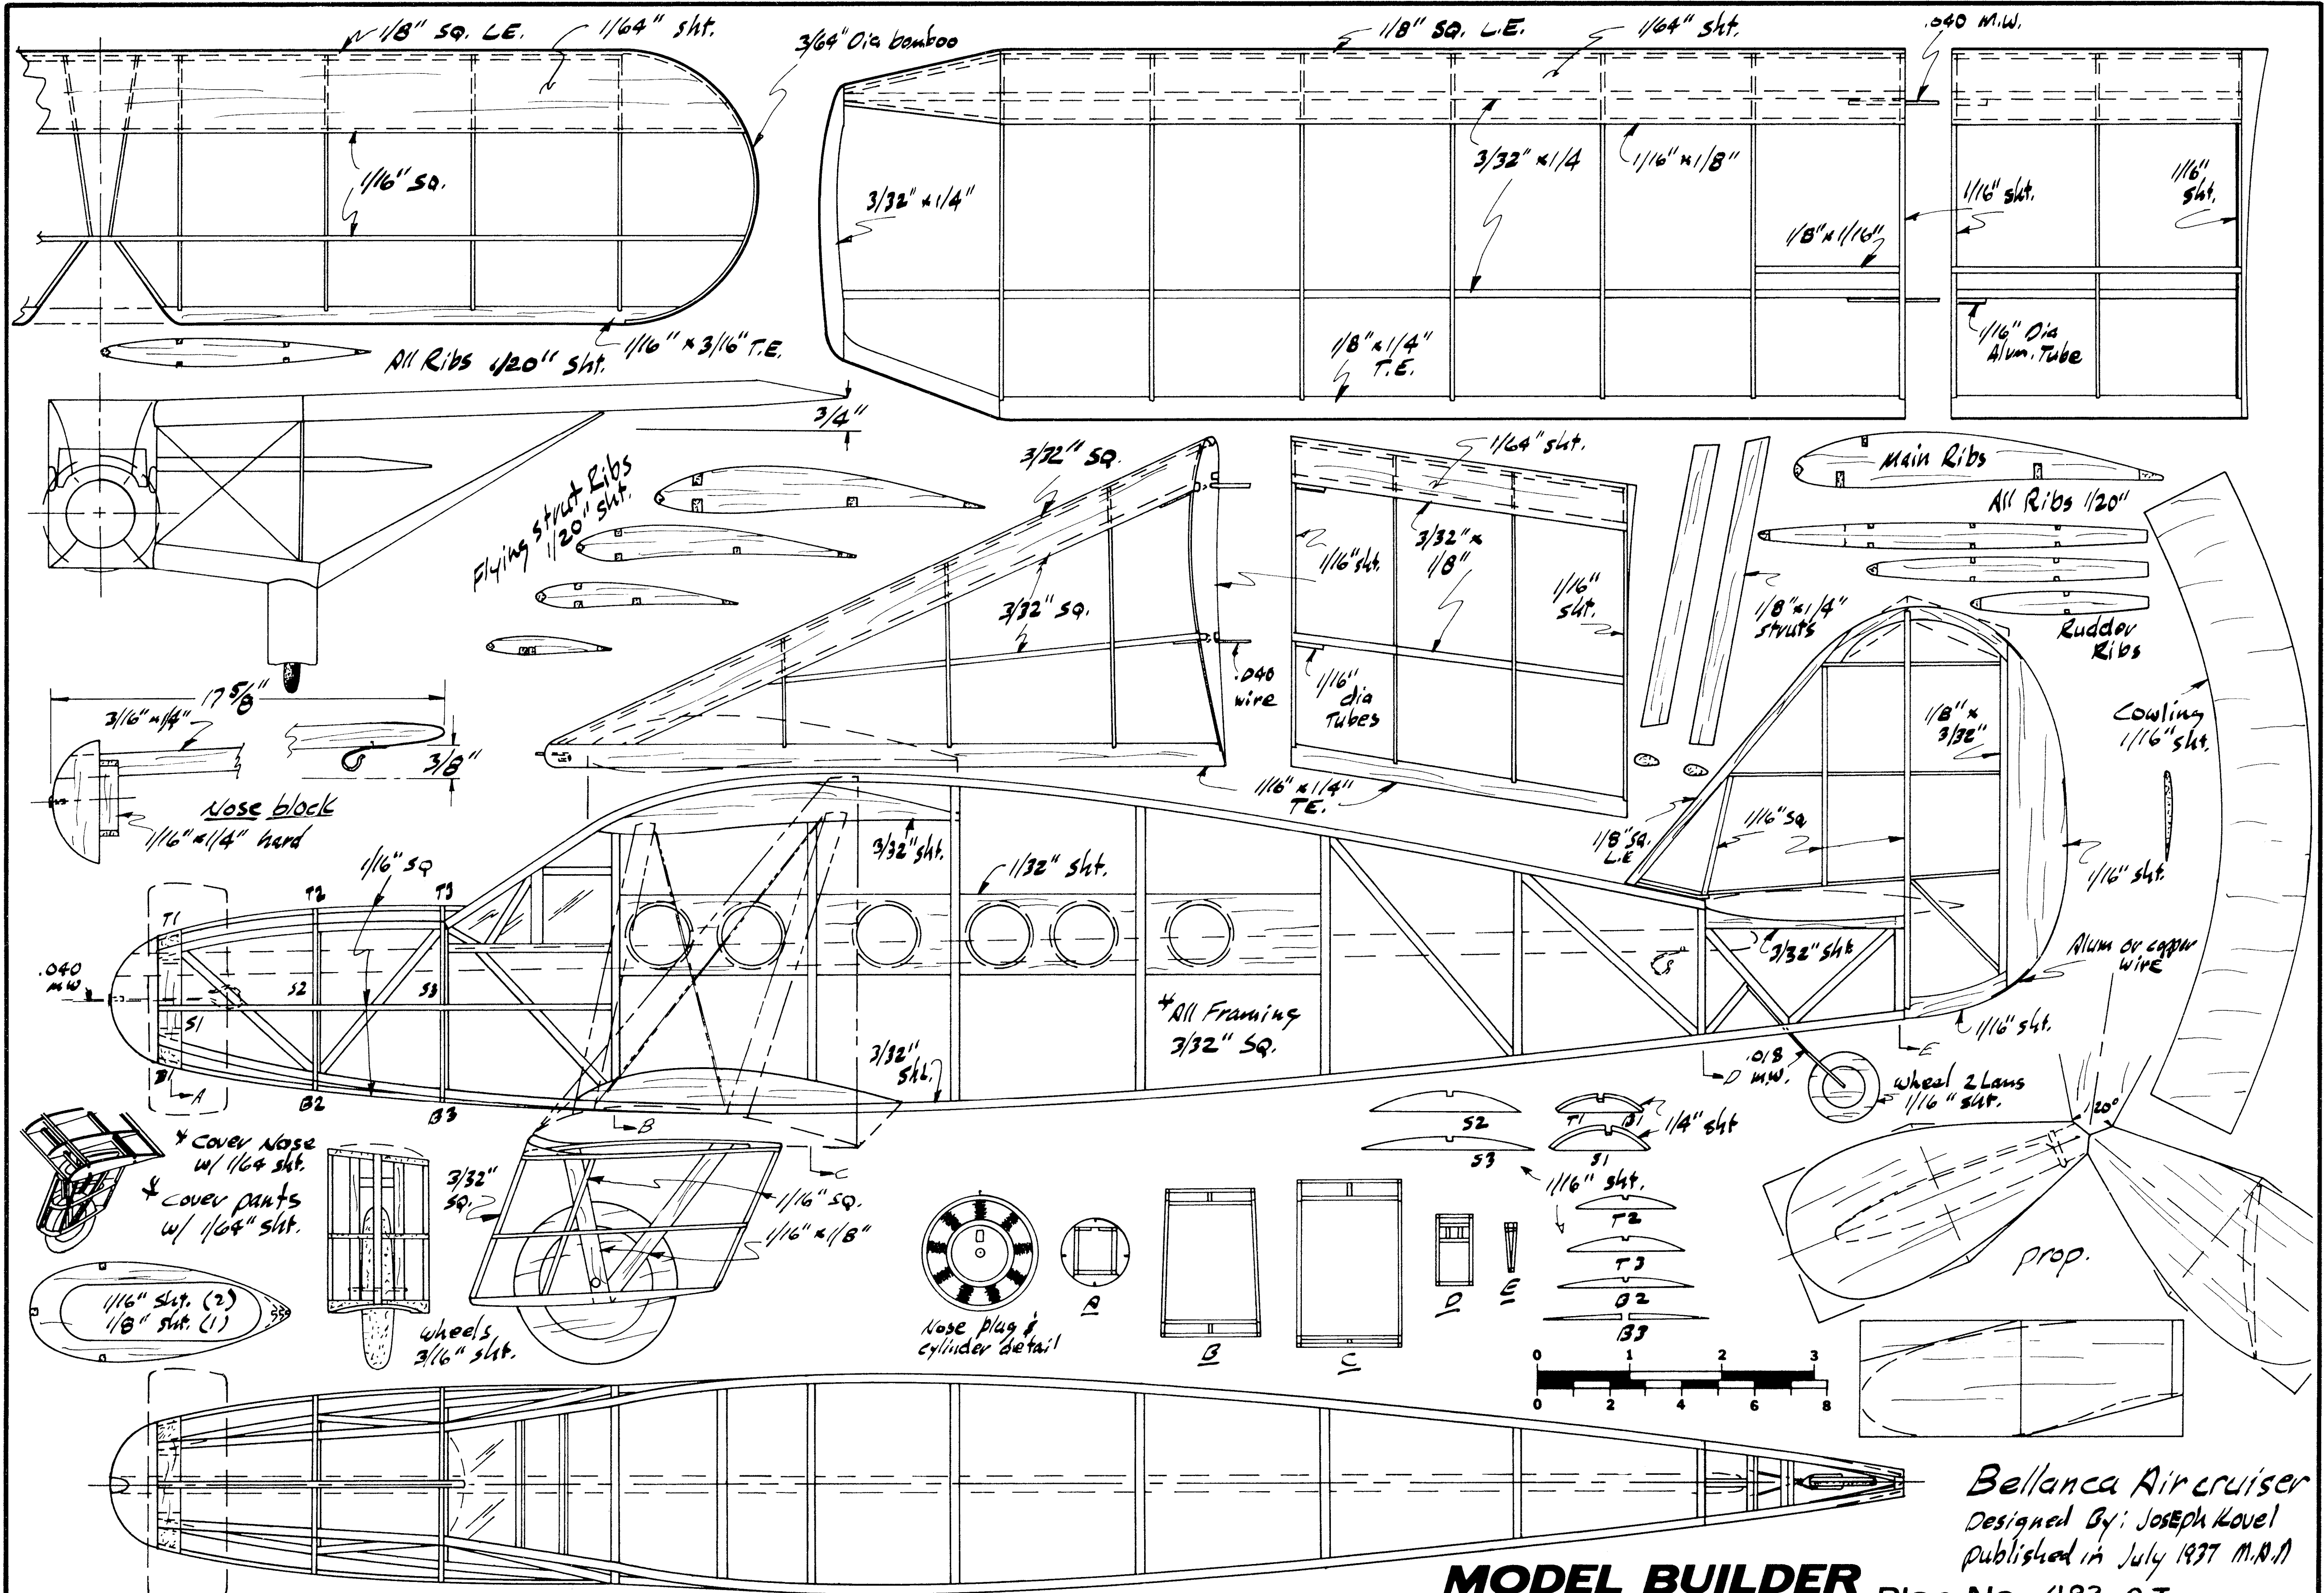 1/8" SQ. L.E.
1/64" sht.
3/64" Dia bamboo
1/8" SQ. L.E.
1/64" sht.
.040 M.W.
1/16" SQ.
3/32" x 1/4"
3/32" x 1/4
1/16" x 1/8"
1/16" sht.
1/16"
sht.
1/8" x 1/16"
1/16" x 3/16" T.E.
All Ribs 1/20" sht.
1/8" x 1/4"
T.E.
1/16" Dia
Alum. Tube
3/4"
Flying strut Ribs
1/20" sht.
3/32" SQ.
1/64" sht.
Main Ribs
All Ribs 1/20"
1/16" sht.
3/32" x
1/8"
1/16"
sht.
3/32" SQ.
1/8" x 1/4"
struts
Rudder
Ribs
.040
wire
1/16"
dia
Tubes
Cowling
1/16" sht.
1/8" x
3/32"
17 5/8"
3/16" x 1/4"
3/8"
Nose block
1/16" x 1/4" hard
1/16" x 1/4"
T.E.
1/8" SQ.
L.E
1/16" SQ
1/16" sht.
1/16" SQ
3/32" sht.
1/32" sht.
T1
T2
T3
.040
mw
S1
S2
S3
B1
B2
B3
A
B
C
D
E
* All Framing
3/32" SQ.
3/32"
sht.
3/32" sht
Alum or copper
wire
1/16" sht.
.018
m.w.
wheel 2 Lams
1/16" sht.
* Cover Nose
w/ 1/64 sht.
* Cover pants
w/ 1/64" sht.
3/32"
SQ.
1/16" SQ.
1/16" x 1/8"
S2
T1
B1
1/4" sht
S3
S1
1/16" sht.
T2
T3
B2
B3
20°
prop.
1/16" sht. (2)
1/8" sht. (1)
wheels
3/16" sht.
Nose plug &
cylinder detail
A
B
C
D
E
0 1 2 3
0 2 4 6 8
Bellanca Aircruiser
Designed By: Joseph Kovel
published in July 1937 M.A.N
MODEL BUILDER